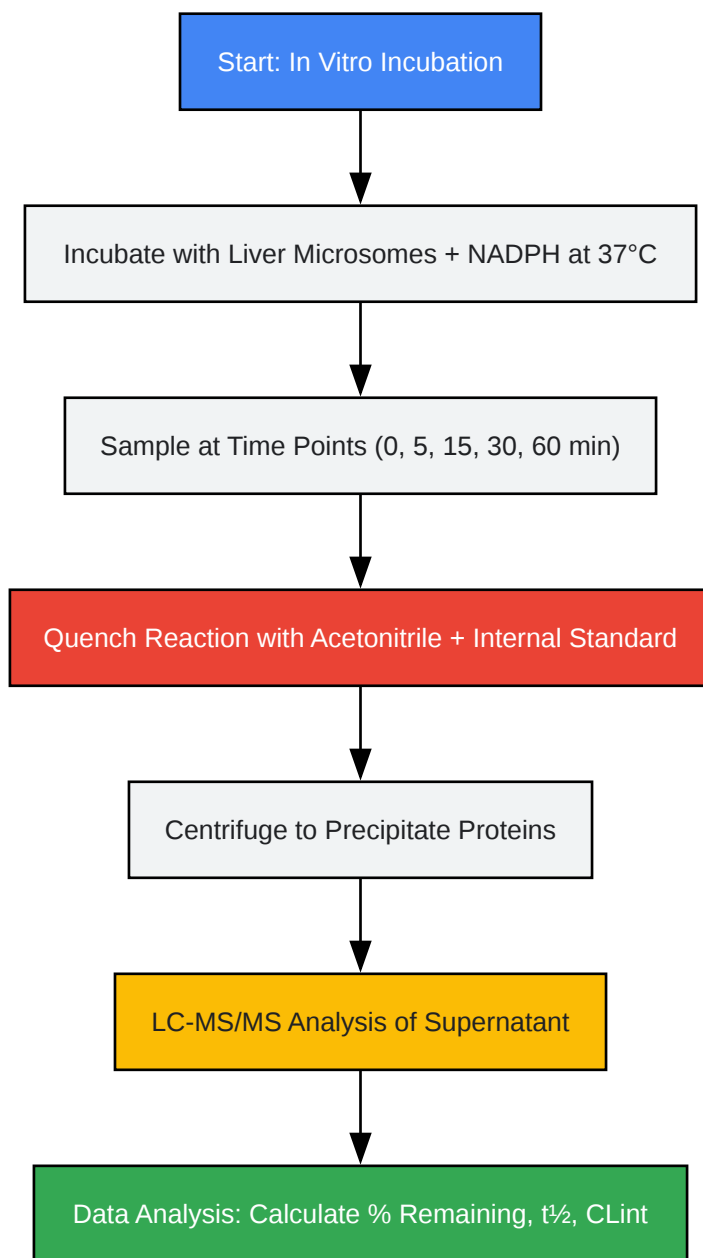 Start: In Vitro Incubation
Incubate with Liver Microsomes + NADPH at 37°C
Sample at Time Points (0, 5, 15, 30, 60 min)
Quench Reaction with Acetonitrile + Internal Standard
Centrifuge to Precipitate Proteins
LC-MS/MS Analysis of Supernatant
Data Analysis: Calculate % Remaining, t½, CLint